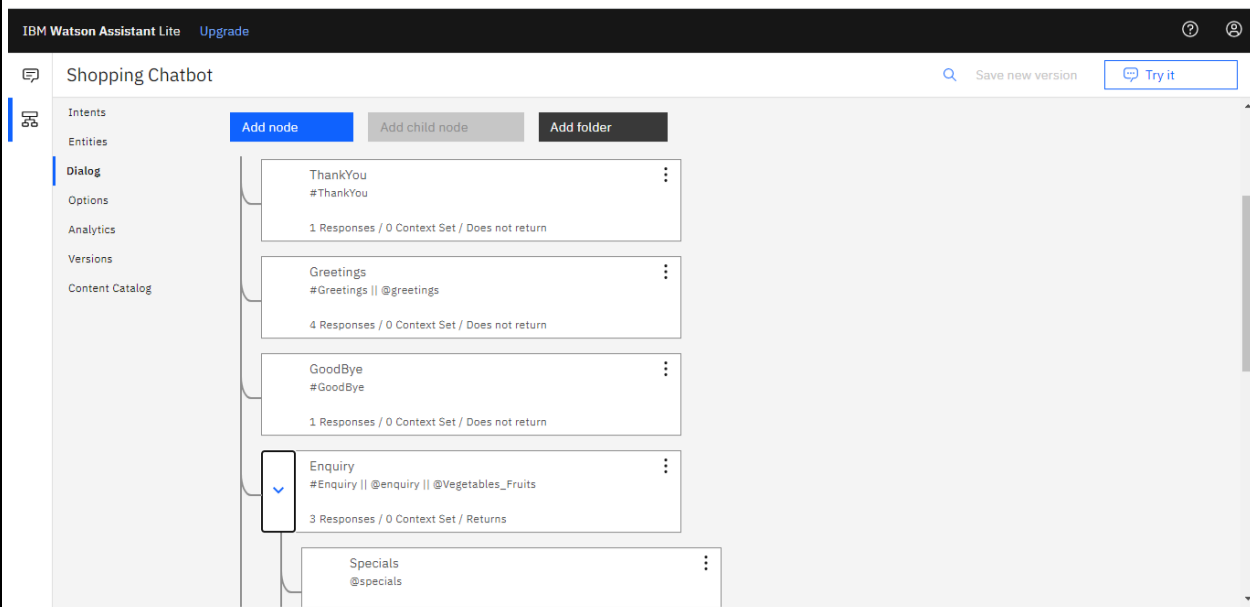 IBM Watson Assistant Lite Upgrade
Shopping Chatbot
Save new version
Try it
Intents
Entities
Dialog
Options
Analytics
Versions
Content Catalog
Add node
Add child node
Add folder
ThankYou
#ThankYou
1 Responses / 0 Context Set / Does not return
Greetings
#Greetings || @greetings
4 Responses / 0 Context Set / Does not return
GoodBye
#GoodBye
1 Responses / 0 Context Set / Does not return
Enquiry
#Enquiry || @enquiry || @Vegetables_Fruits
3 Responses / 0 Context Set / Returns
Specials
@specials